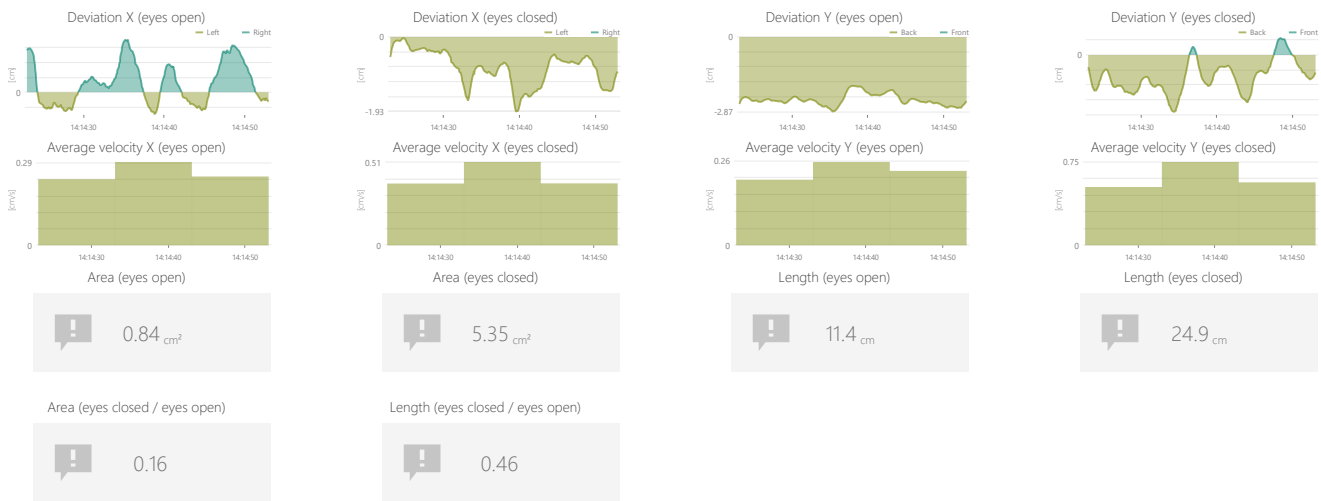 Deviation X (eyes open)
Left Right
[cm]
0
14:14:30 14:14:40 14:14:50
Deviation X (eyes closed)
Left Right
0
[cm]
-1.93
14:14:30 14:14:40 14:14:50
Deviation Y (eyes open)
Back Front
0
[cm]
-2.87
14:14:30 14:14:40 14:14:50
Deviation Y (eyes closed)
Back Front
0
[cm]
14:14:30 14:14:40 14:14:50
Average velocity X (eyes open)
0.29
[cm/s]
0
14:14:30 14:14:40 14:14:50
Average velocity X (eyes closed)
0.51
[cm/s]
0
14:14:30 14:14:40 14:14:50
Average velocity Y (eyes open)
0.26
[cm/s]
0
14:14:30 14:14:40 14:14:50
Average velocity Y (eyes closed)
0.75
[cm/s]
0
14:14:30 14:14:40 14:14:50
Area (eyes open)
0.84 cm²
Area (eyes closed)
5.35 cm²
Length (eyes open)
11.4 cm
Length (eyes closed)
24.9 cm
Area (eyes closed / eyes open)
0.16
Length (eyes closed / eyes open)
0.46